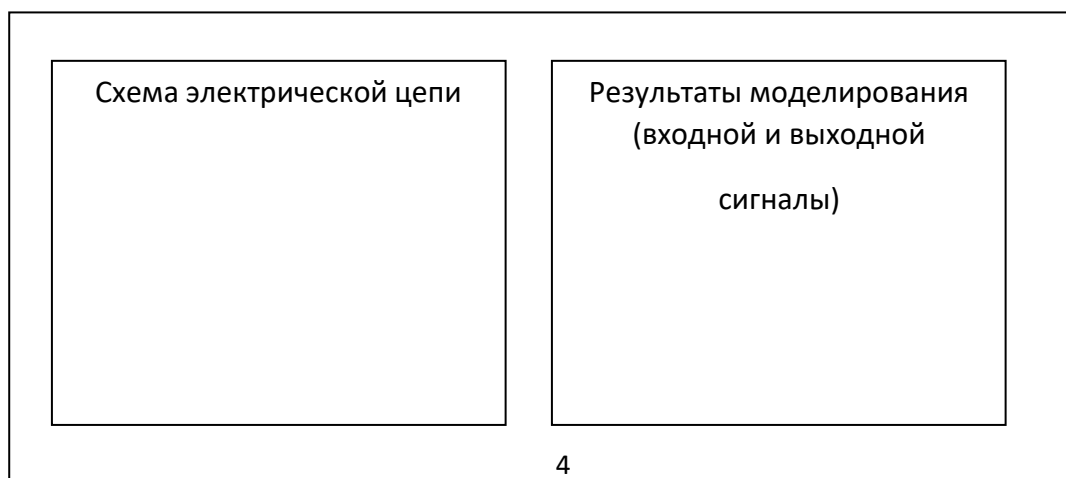 Схема электрической цепи
Результаты моделирования
(входной и выходной
сигналы)
4